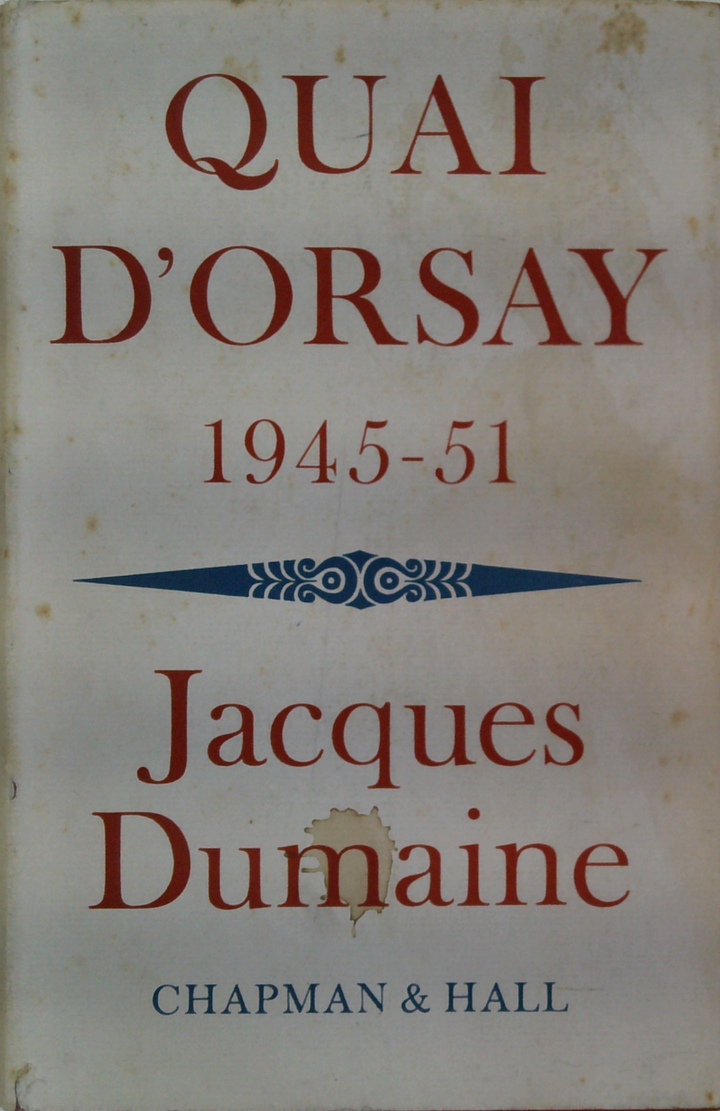 QUAI
D'ORSAY
1945-51
Jacques
Dumaine
CHAPMAN & HALL